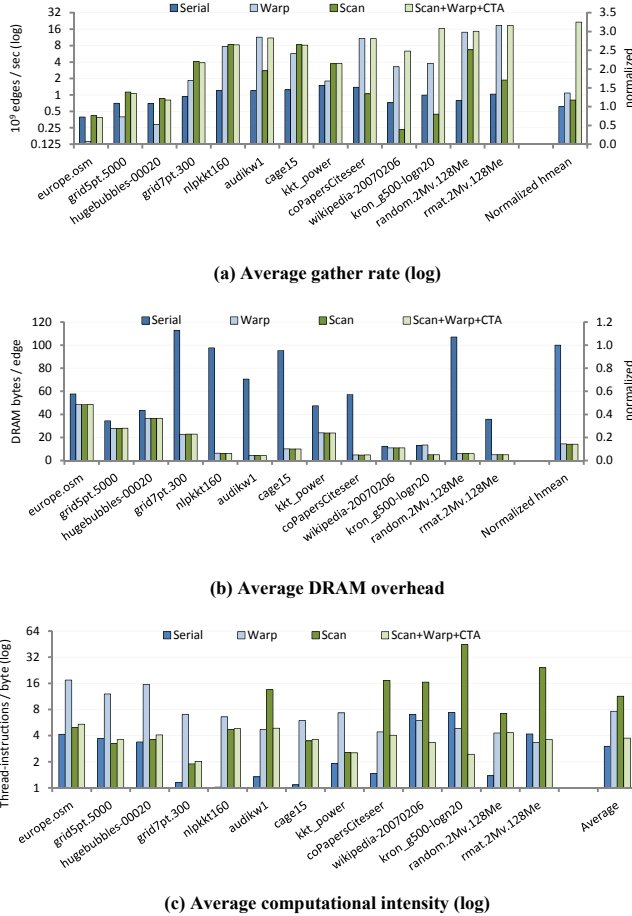 Serial Warp Scan Scan+Warp+CTA
10⁹ edges / sec (log)
32
16
8
4
2
1
0.5
0.25
0.125
3.5
3.0
2.5
2.0
1.5
1.0
0.5
0.0
normalized
europe.osm
grid5pt.5000
hugebubbles-00020
grid7pt.300
nlpkkt160
audikw1
cage15
kkt_power
coPapersCiteseer
wikipedia-20070206
kron_g500-logn20
random.2Mv.128Me
rmat.2Mv.128Me
Normalized hmean
(a) Average gather rate (log)
Serial Warp Scan Scan+Warp+CTA
DRAM bytes / edge
120
100
80
60
40
20
0
1.2
1.0
0.8
0.6
0.4
0.2
0.0
normalized
europe.osm
grid5pt.5000
hugebubbles-00020
grid7pt.300
nlpkkt160
audikw1
cage15
kkt_power
coPapersCiteseer
wikipedia-20070206
kron_g500-logn20
random.2Mv.128Me
rmat.2Mv.128Me
Normalized hmean
(b) Average DRAM overhead
Serial Warp Scan Scan+Warp+CTA
Thread-instructions / byte (log)
64
32
16
8
4
2
1
europe.osm
grid5pt.5000
hugebubbles-00020
grid7pt.300
nlpkkt160
audikw1
cage15
kkt_power
coPapersCiteseer
wikipedia-20070206
kron_g500-logn20
random.2Mv.128Me
rmat.2Mv.128Me
Average
(c) Average computational intensity (log)